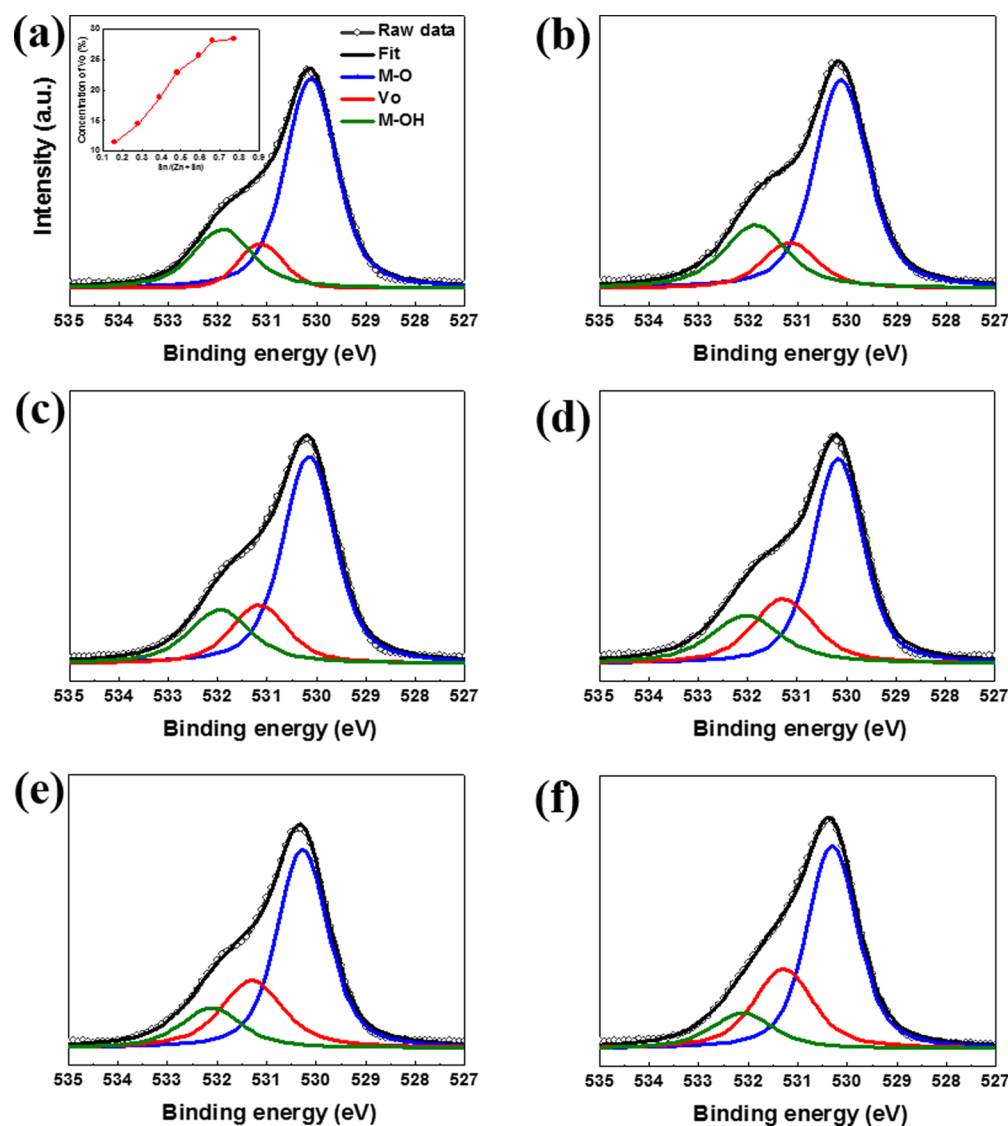 (a)
Concentration of Vo (%)
30
26
20
16
10
0.1 0.2 0.3 0.4 0.5 0.6 0.7 0.8 0.9
Sn/(Zn + Sn)
Raw data
Fit
M-O
Vo
M-OH
Intensity (a.u.)
535 534 533 532 531 530 529 528 527
Binding energy (eV)
(b)
535 534 533 532 531 530 529 528 527
Binding energy (eV)
(c)
535 534 533 532 531 530 529 528 527
Binding energy (eV)
(d)
535 534 533 532 531 530 529 528 527
Binding energy (eV)
(e)
535 534 533 532 531 530 529 528 527
Binding energy (eV)
(f)
535 534 533 532 531 530 529 528 527
Binding energy (eV)